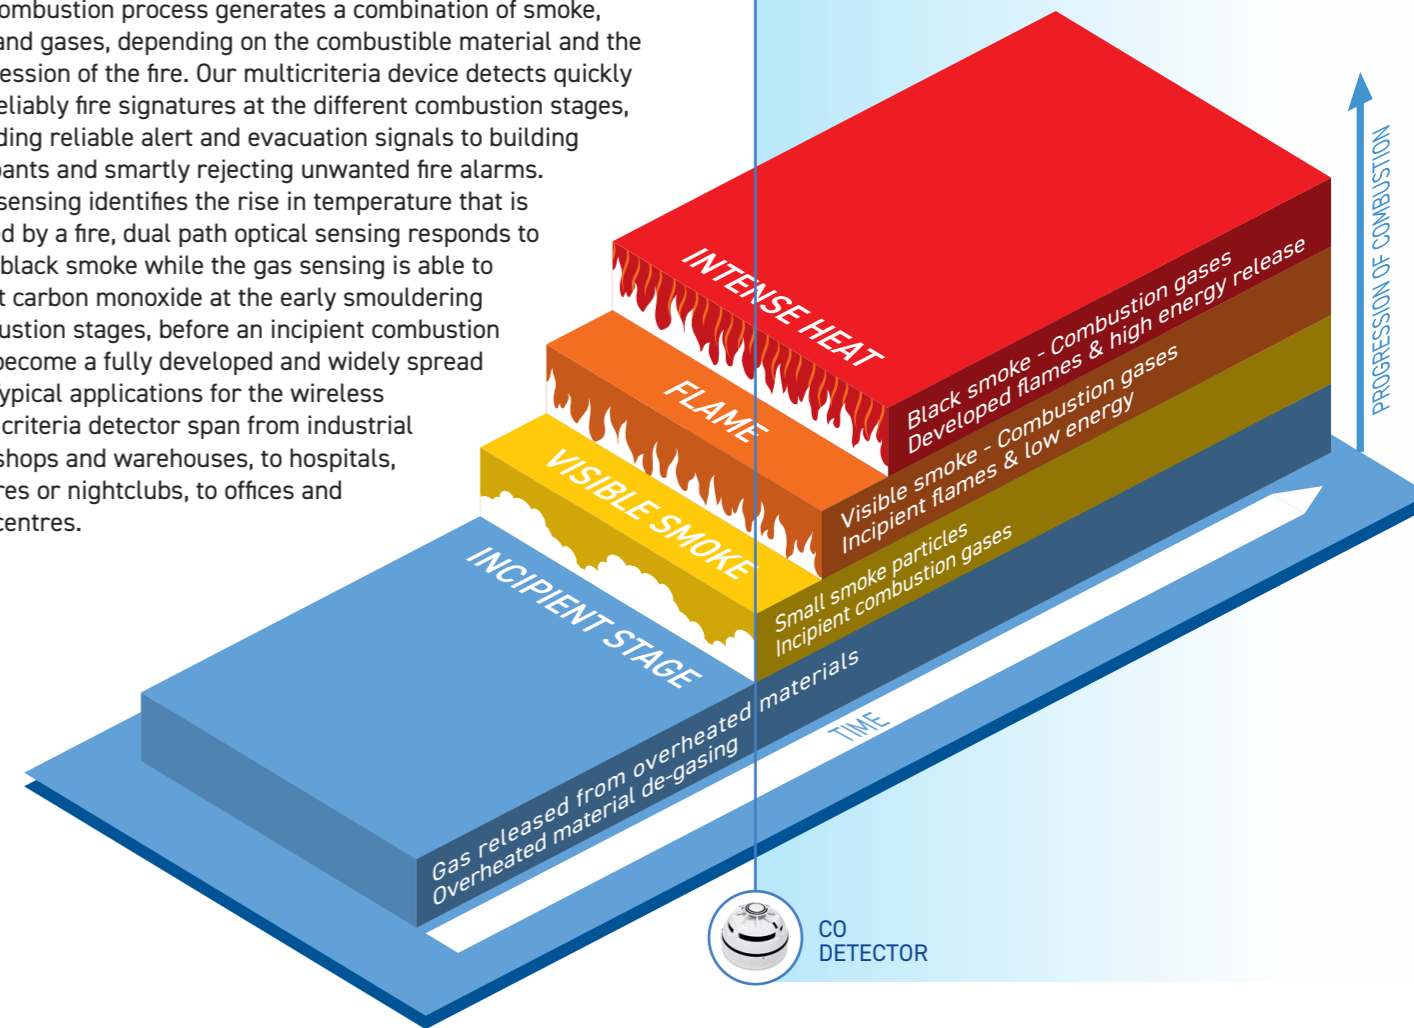 ombustion process generates a combination of smoke,
and gases, depending on the combustible material and the
ession of the fire. Our multicriteria device detects quickly
eliably fire signatures at the different combustion stages,
ding reliable alert and evacuation signals to building
ants and smartly rejecting unwanted fire alarms.
sensing identifies the rise in temperature that is
ed by a fire, dual path optical sensing responds to
black smoke while the gas sensing is able to
t carbon monoxide at the early smouldering
ustion stages, before an incipient combustion
become a fully developed and widely spread
ypical applications for the wireless
criteria detector span from industrial
shops and warehouses, to hospitals,
res or nightclubs, to offices and
centres.
PROGRESSION OF COMBUSTION
INTENSE HEAT
Black smoke - Combustion gases
Developed flames & high energy release
FLAME
Visible smoke - Combustion gases
Incipient flames & low energy
VISIBLE SMOKE
Small smoke particles
Incipient combustion gases
INCIPIENT STAGE
Gas released from overheated materials
Overheated material de-gasing
TIME
CO
DETECTOR